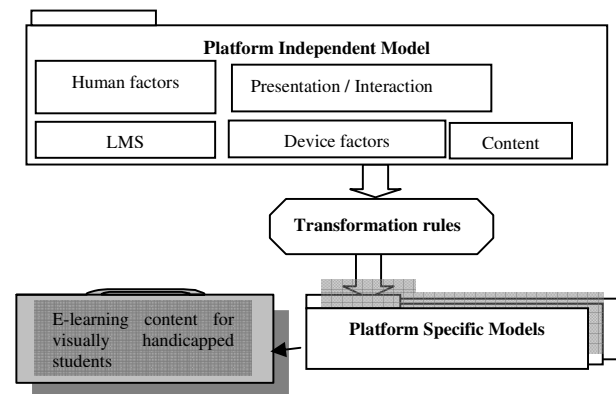 Platform Independent Model
Human factors
Presentation / Interaction
LMS
Device factors
Content
Transformation rules
E-learning content for
visually handicapped
students
Platform Specific Models